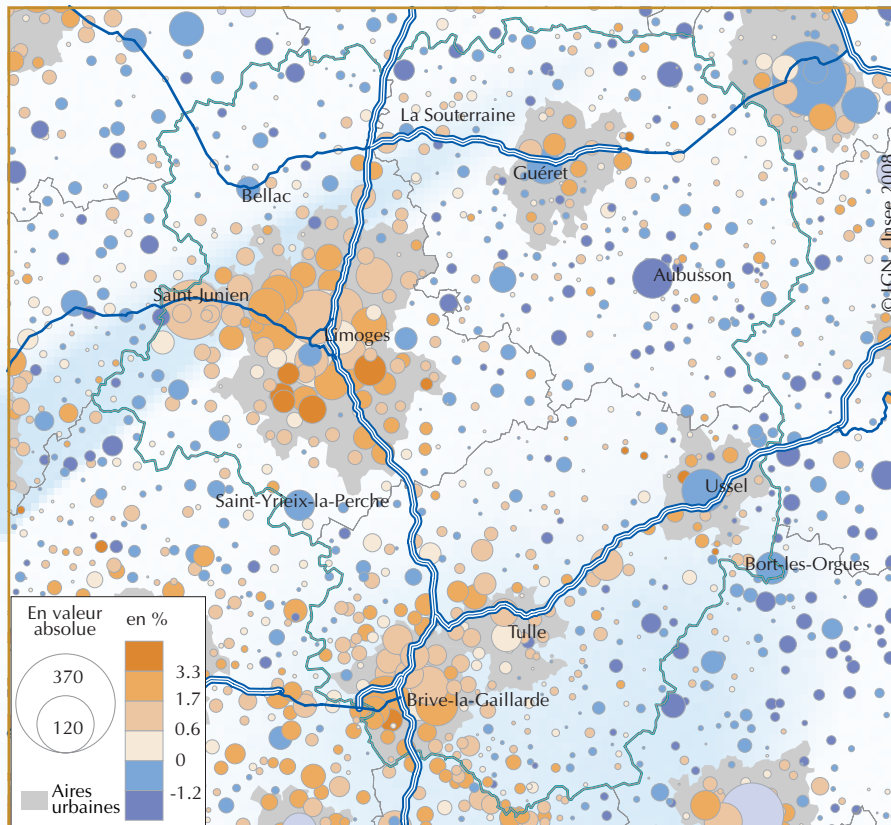 La Souterraine
Guéret
Bellac
Aubusson
Saint-Junien
Limoges
Saint-Yrieix-la-Perche
Ussel
Bort-les-Orgues
Tulle
Brive-la-Gaillarde
© IGN - Insee 2008
En valeur
absolue
en %
370
120
3.3
1.7
0.6
0
-1.2
Aires
urbaines